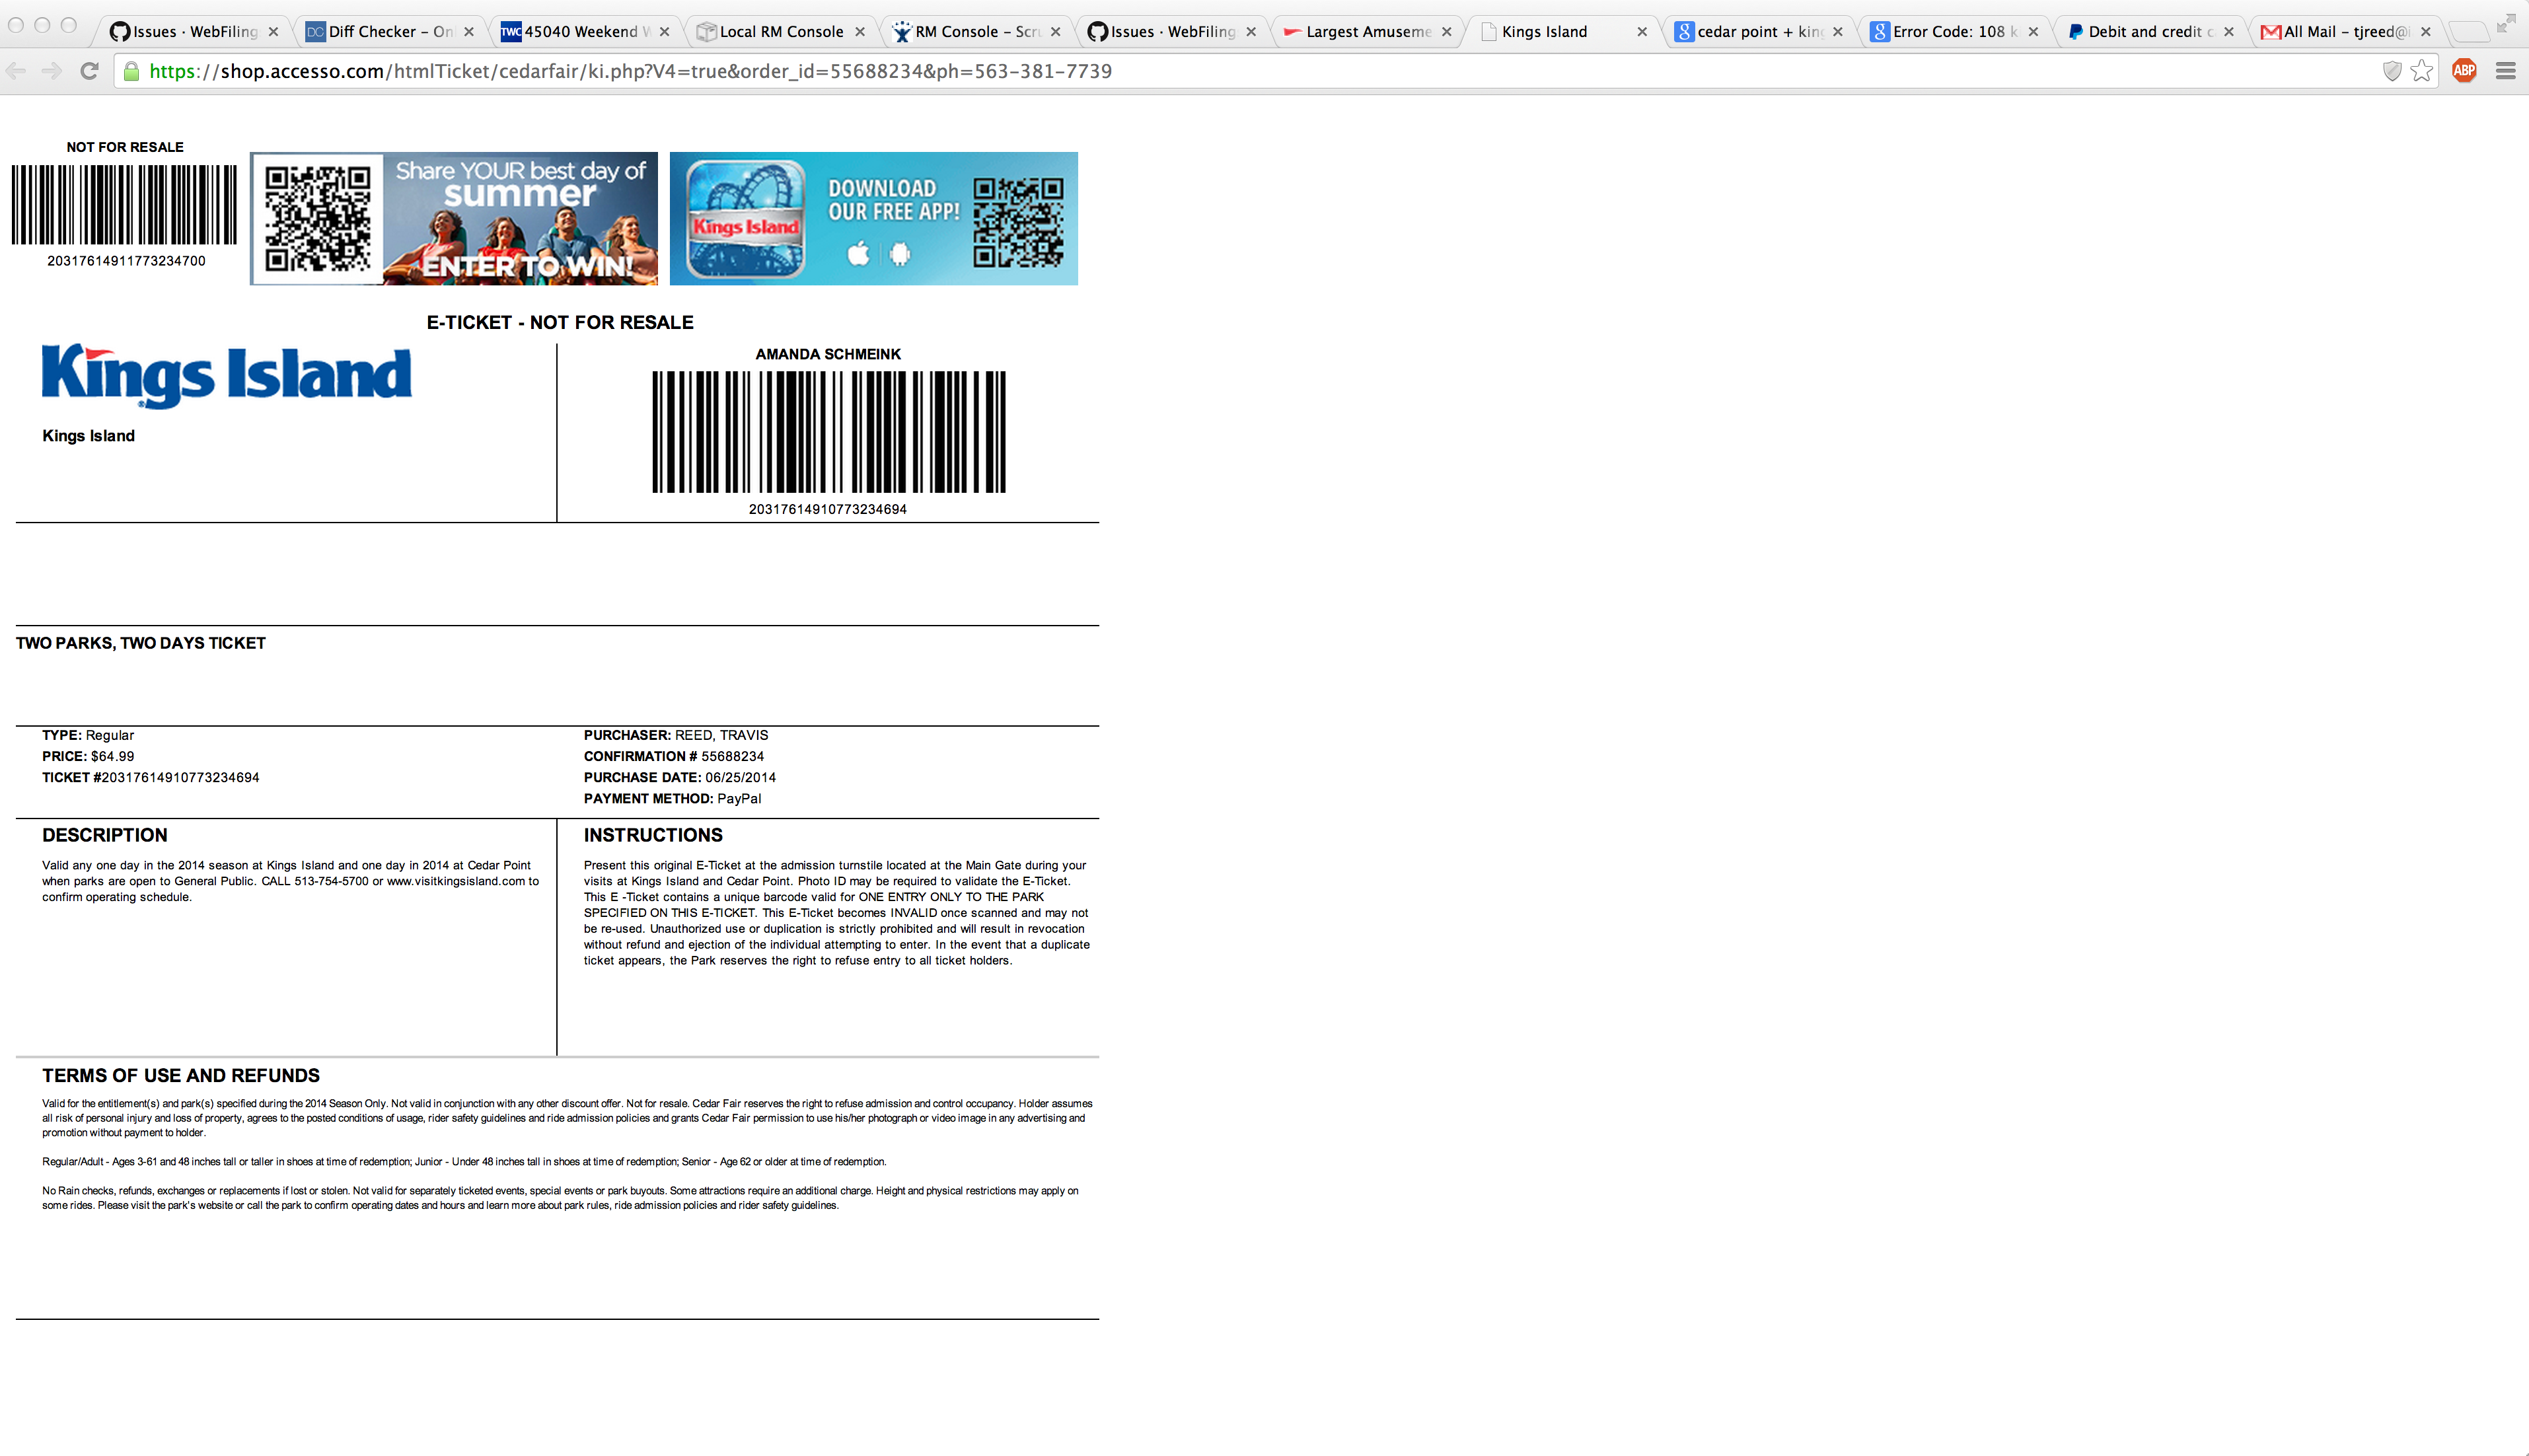 Issues · WebFiling
Diff Checker – Onl
TWC 45040 Weekend W
Local RM Console
RM Console – Scru
Issues · WebFiling
Largest Amuseme
Kings Island
cedar point + king
Error Code: 108 k
Debit and credit c
All Mail – tjreed@i
https://shop.accesso.com/htmlTicket/cedarfair/ki.php?V4=true&order_id=55688234&ph=563-381-7739
ABP
NOT FOR RESALE
20317614911773234700
Share YOUR best day of
summer
ENTER TO WIN!
Kings Island
DOWNLOAD
OUR FREE APP!
E-TICKET - NOT FOR RESALE
Kings Island
Kings Island
AMANDA SCHMEINK
20317614910773234694
TWO PARKS, TWO DAYS TICKET
TYPE: Regular
PRICE: $64.99
TICKET #20317614910773234694
PURCHASER: REED, TRAVIS
CONFIRMATION # 55688234
PURCHASE DATE: 06/25/2014
PAYMENT METHOD: PayPal
DESCRIPTION
Valid any one day in the 2014 season at Kings Island and one day in 2014 at Cedar Point
when parks are open to General Public. CALL 513-754-5700 or www.visitkingsisland.com to
confirm operating schedule.
INSTRUCTIONS
Present this original E-Ticket at the admission turnstile located at the Main Gate during your
visits at Kings Island and Cedar Point. Photo ID may be required to validate the E-Ticket.
This E -Ticket contains a unique barcode valid for ONE ENTRY ONLY TO THE PARK
SPECIFIED ON THIS E-TICKET. This E-Ticket becomes INVALID once scanned and may not
be re-used. Unauthorized use or duplication is strictly prohibited and will result in revocation
without refund and ejection of the individual attempting to enter. In the event that a duplicate
ticket appears, the Park reserves the right to refuse entry to all ticket holders.
TERMS OF USE AND REFUNDS
Valid for the entitlement(s) and park(s) specified during the 2014 Season Only. Not valid in conjunction with any other discount offer. Not for resale. Cedar Fair reserves the right to refuse admission and control occupancy. Holder assumes
all risk of personal injury and loss of property, agrees to the posted conditions of usage, rider safety guidelines and ride admission policies and grants Cedar Fair permission to use his/her photograph or video image in any advertising and
promotion without payment to holder.
Regular/Adult - Ages 3-61 and 48 inches tall or taller in shoes at time of redemption; Junior - Under 48 inches tall in shoes at time of redemption; Senior - Age 62 or older at time of redemption.
No Rain checks, refunds, exchanges or replacements if lost or stolen. Not valid for separately ticketed events, special events or park buyouts. Some attractions require an additional charge. Height and physical restrictions may apply on
some rides. Please visit the park's website or call the park to confirm operating dates and hours and learn more about park rules, ride admission policies and rider safety guidelines.